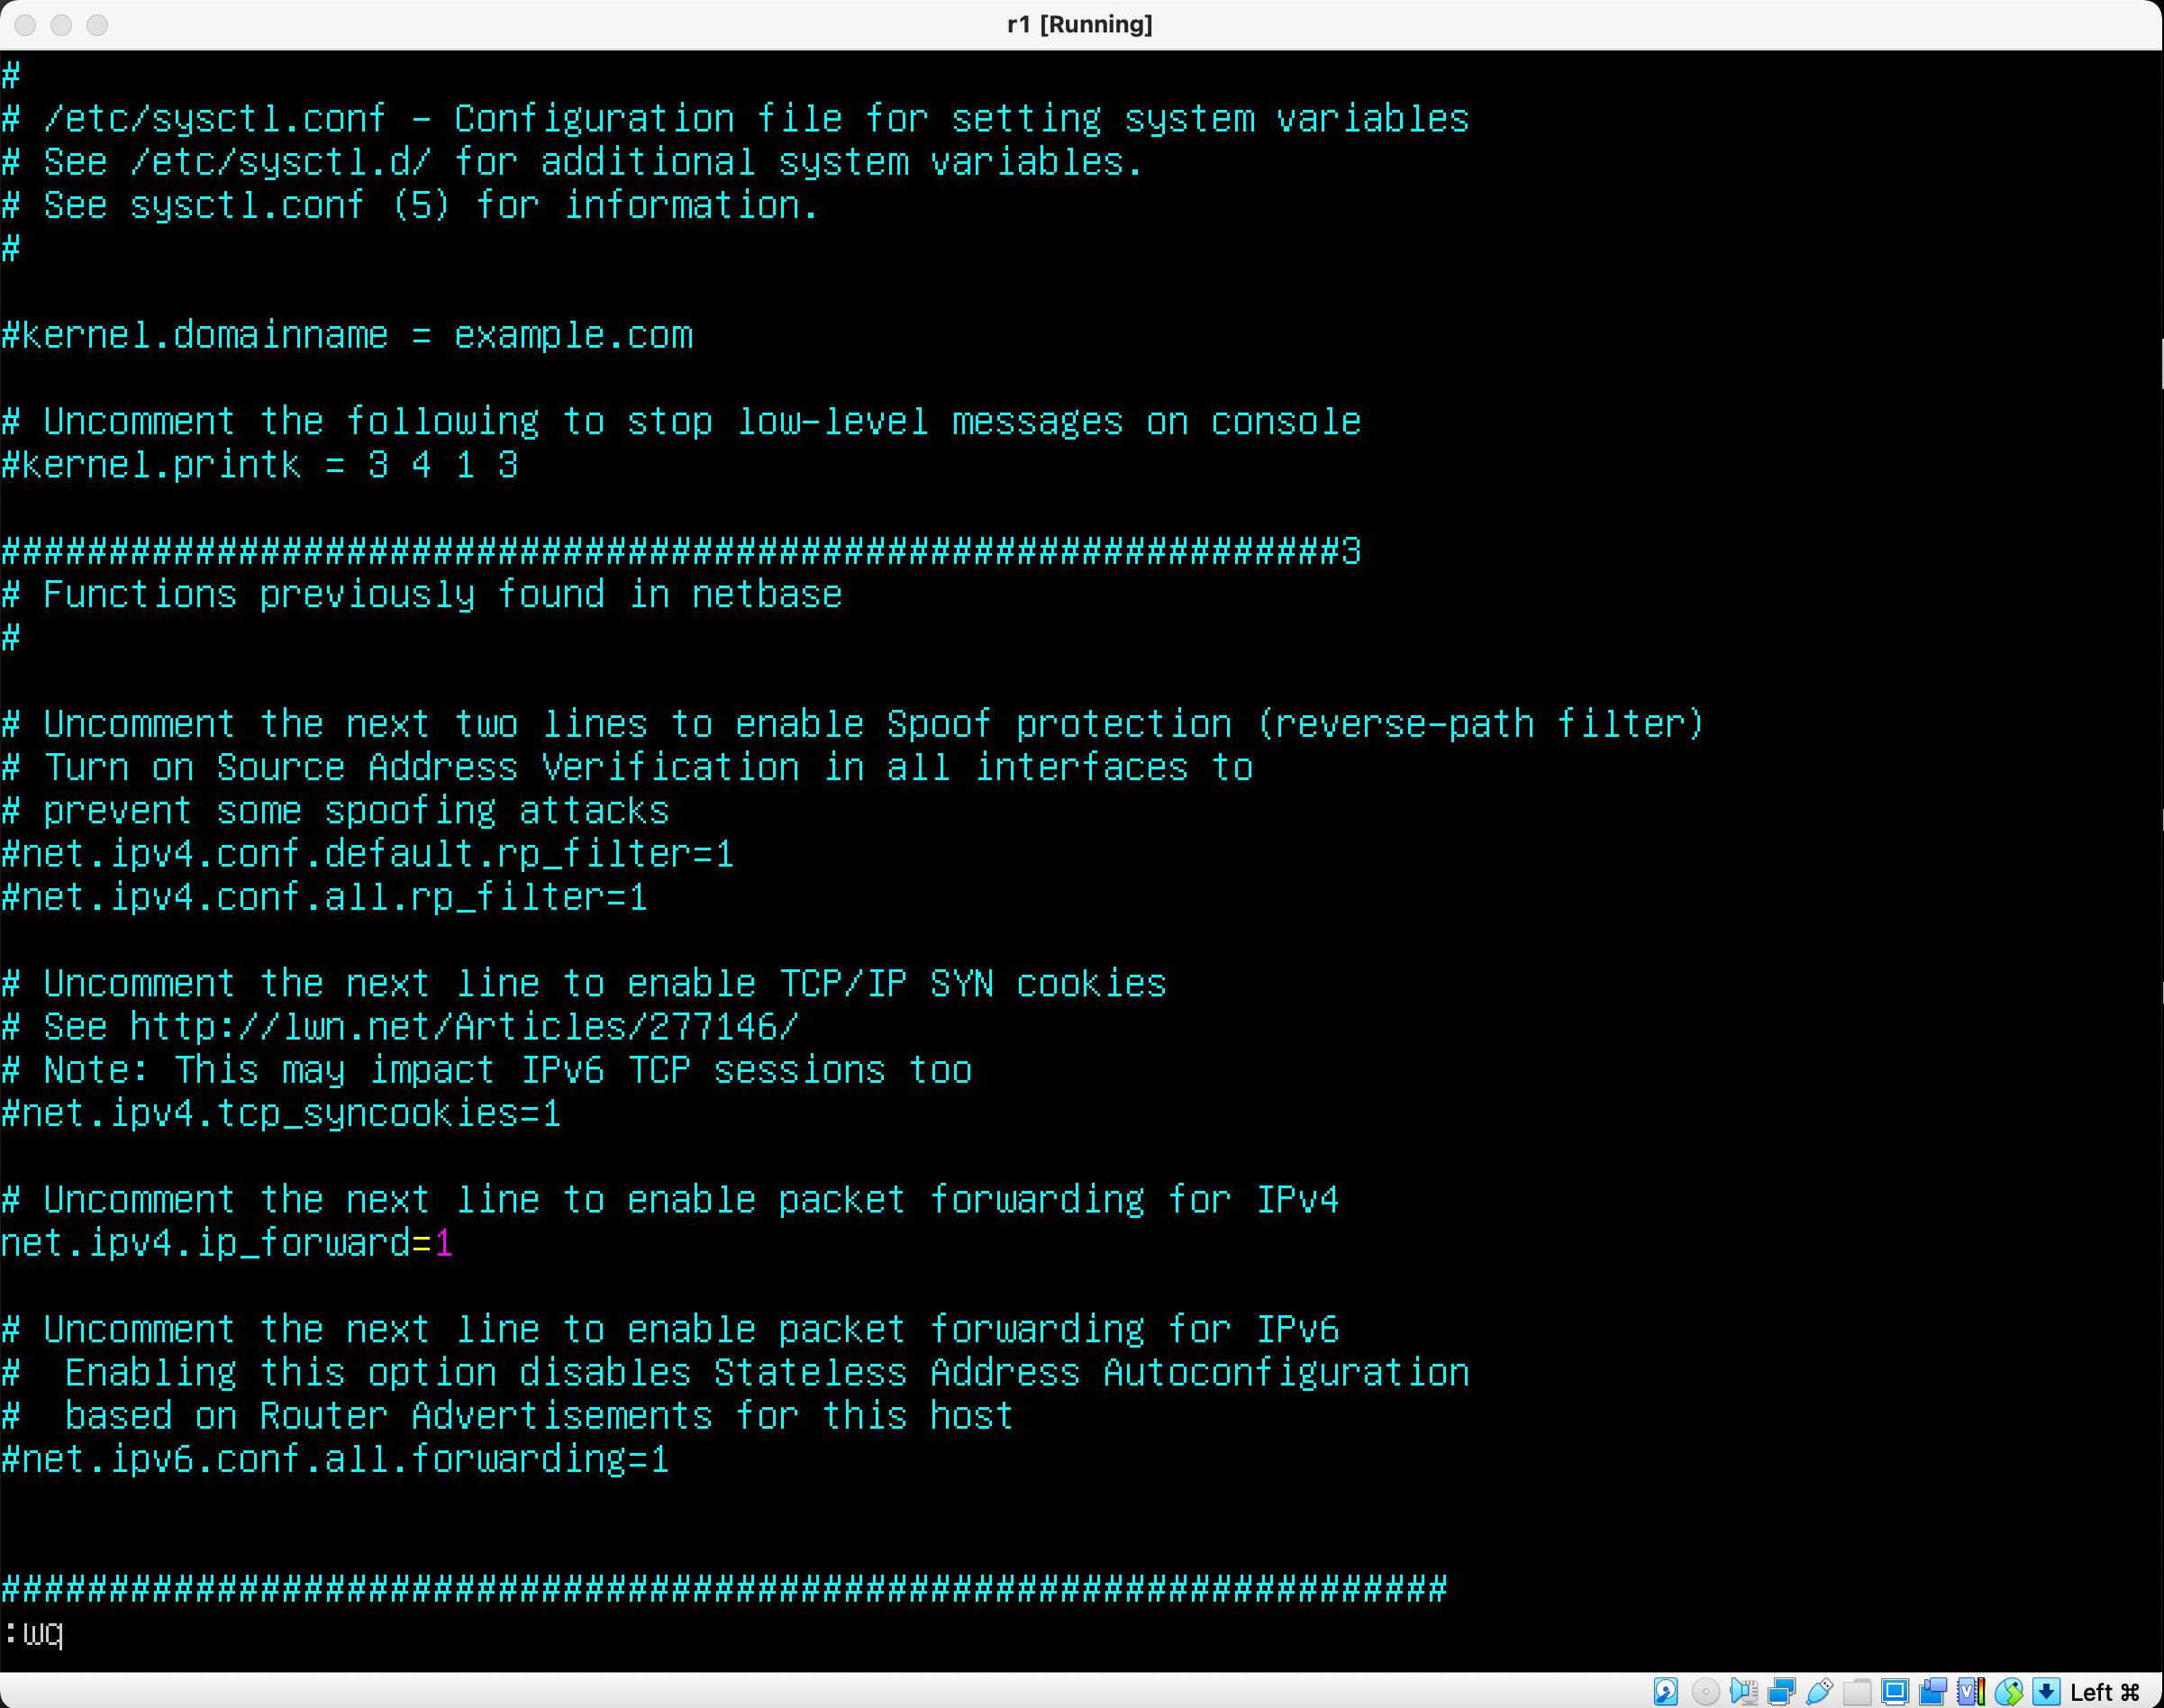 r1 [Running]
#
# /etc/sysctl.conf - Configuration file for setting system variables
# See /etc/sysctl.d/ for additional system variables.
# See sysctl.conf (5) for information.
#
#kernel.domainname = example.com
# Uncomment the following to stop low-level messages on console
#kernel.printk = 3 4 1 3
##############################################################3
# Functions previously found in netbase
#
# Uncomment the next two lines to enable Spoof protection (reverse-path filter)
# Turn on Source Address Verification in all interfaces to
# prevent some spoofing attacks
#net.ipv4.conf.default.rp_filter=1
#net.ipv4.conf.all.rp_filter=1
# Uncomment the next line to enable TCP/IP SYN cookies
# See http://lwn.net/Articles/277146/
# Note: This may impact IPv6 TCP sessions too
#net.ipv4.tcp_syncookies=1
# Uncomment the next line to enable packet forwarding for IPv4
net.ipv4.ip_forward=1
# Uncomment the next line to enable packet forwarding for IPv6
#  Enabling this option disables Stateless Address Autoconfiguration
#  based on Router Advertisements for this host
#net.ipv6.conf.all.forwarding=1
###################################################################
:wq
Left ⌘